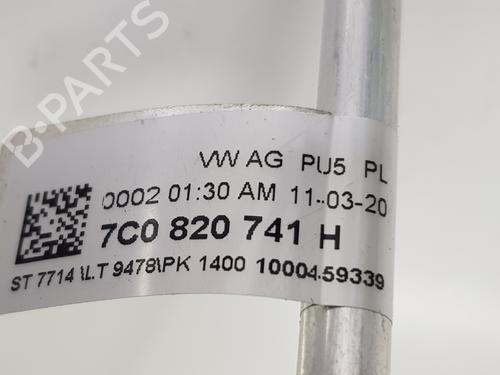 B-PARTS
VW AG PU5 PL
0002 01:30 AM 11-03-20
7C0 820 741 H
ST 7714 \LT 9478\PK 1400 1000459339